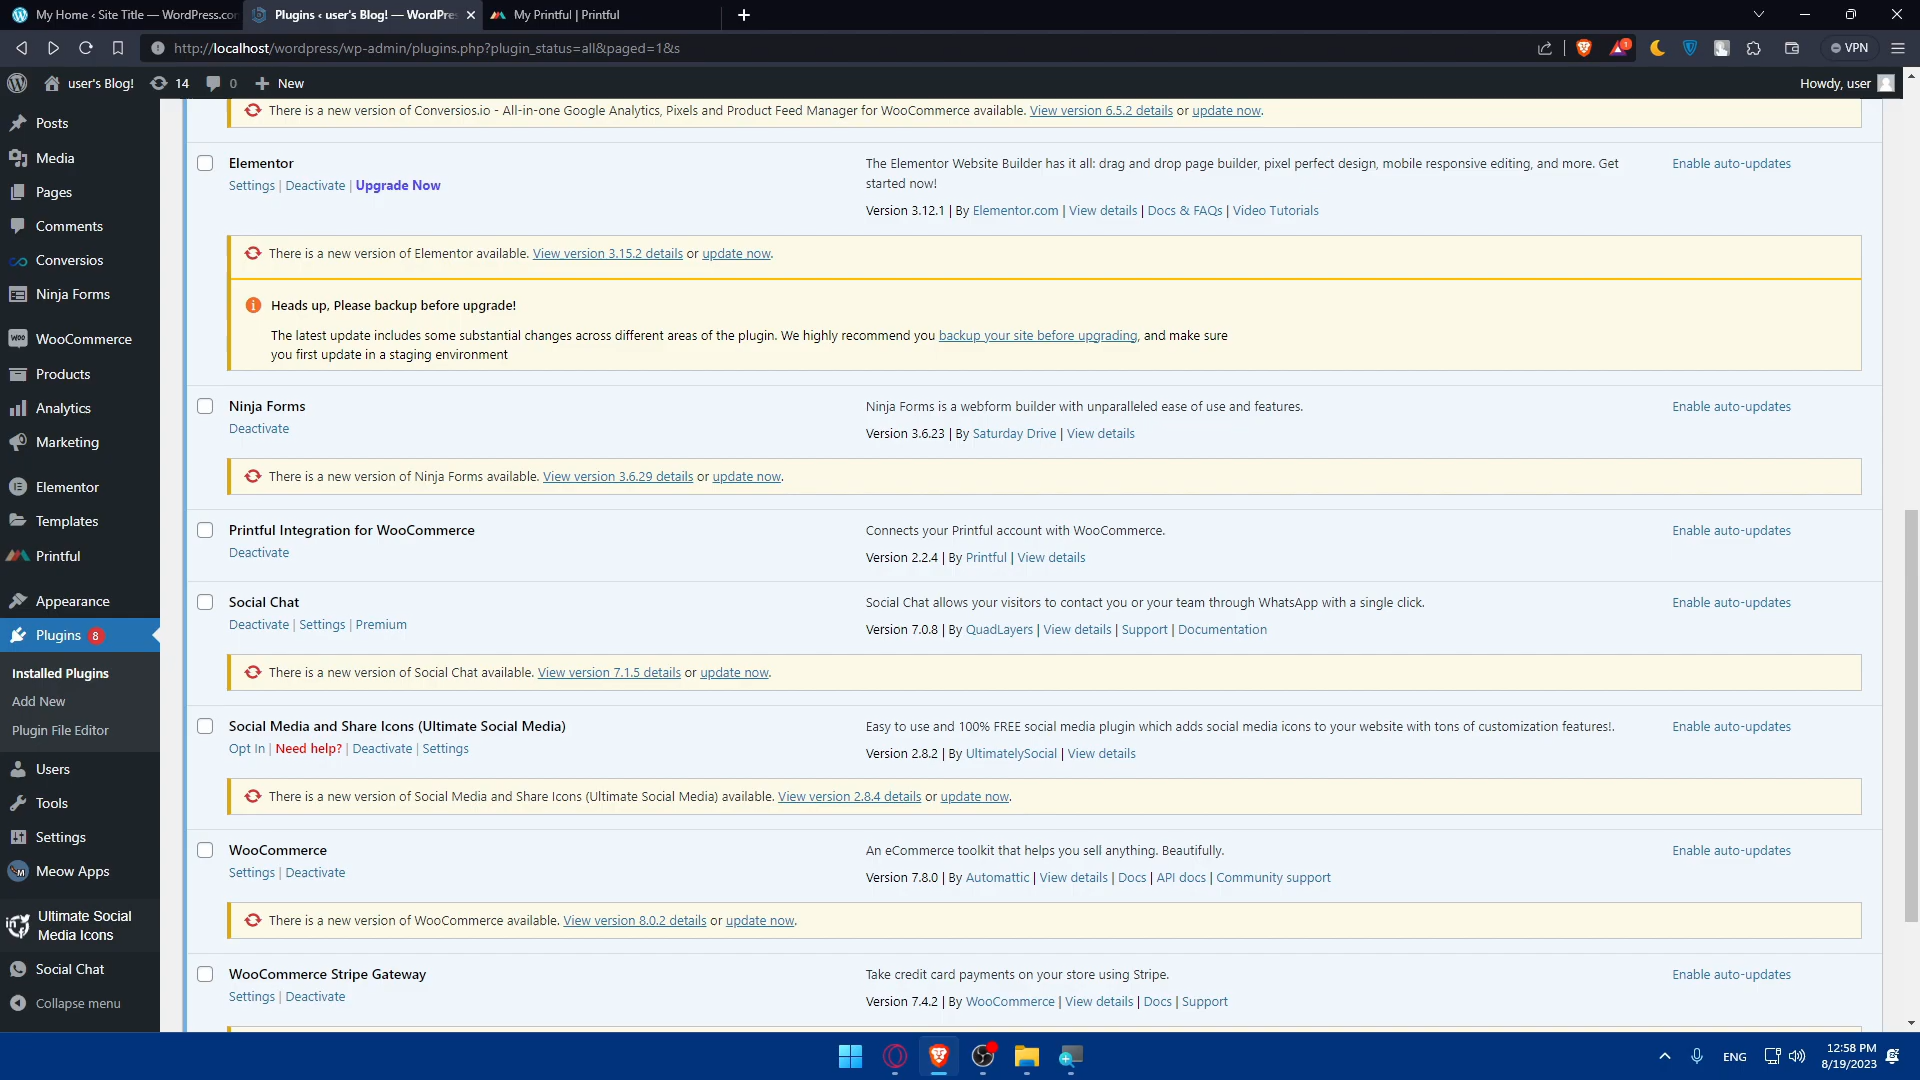 My Home ‹ Site Title — WordPress.cor
Plugins ‹ user's Blog! — WordPres
My Printful | Printful
http://localhost/wordpress/wp-admin/plugins.php?plugin_status=all&paged=1&s
1
VPN
user's Blog!
14
0
New
Howdy, user
There is a new version of Conversios.io - All-in-one Google Analytics, Pixels and Product Feed Manager for WooCommerce available. View version 6.5.2 details or update now.
Posts
Media
Pages
Comments
Conversios
Ninja Forms
WooCommerce
Products
Analytics
Marketing
Elementor
Templates
Printful
Appearance
Plugins 8
Installed Plugins
Add New
Plugin File Editor
Users
Tools
Settings
Meow Apps
Ultimate Social
Media Icons
Social Chat
Collapse menu
Elementor
Settings | Deactivate | Upgrade Now
The Elementor Website Builder has it all: drag and drop page builder, pixel perfect design, mobile responsive editing, and more. Get
started now!
Version 3.12.1 | By Elementor.com | View details | Docs & FAQs | Video Tutorials
Enable auto-updates
There is a new version of Elementor available. View version 3.15.2 details or update now.
Heads up, Please backup before upgrade!
The latest update includes some substantial changes across different areas of the plugin. We highly recommend you backup your site before upgrading, and make sure
you first update in a staging environment
Ninja Forms
Deactivate
Ninja Forms is a webform builder with unparalleled ease of use and features.
Version 3.6.23 | By Saturday Drive | View details
Enable auto-updates
There is a new version of Ninja Forms available. View version 3.6.29 details or update now.
Printful Integration for WooCommerce
Deactivate
Connects your Printful account with WooCommerce.
Version 2.2.4 | By Printful | View details
Enable auto-updates
Social Chat
Deactivate | Settings | Premium
Social Chat allows your visitors to contact you or your team through WhatsApp with a single click.
Version 7.0.8 | By QuadLayers | View details | Support | Documentation
Enable auto-updates
There is a new version of Social Chat available. View version 7.1.5 details or update now.
Social Media and Share Icons (Ultimate Social Media)
Opt In | Need help? | Deactivate | Settings
Easy to use and 100% FREE social media plugin which adds social media icons to your website with tons of customization features!.
Version 2.8.2 | By UltimatelySocial | View details
Enable auto-updates
There is a new version of Social Media and Share Icons (Ultimate Social Media) available. View version 2.8.4 details or update now.
WooCommerce
Settings | Deactivate
An eCommerce toolkit that helps you sell anything. Beautifully.
Version 7.8.0 | By Automattic | View details | Docs | API docs | Community support
Enable auto-updates
There is a new version of WooCommerce available. View version 8.0.2 details or update now.
WooCommerce Stripe Gateway
Settings | Deactivate
Take credit card payments on your store using Stripe.
Version 7.4.2 | By WooCommerce | View details | Docs | Support
Enable auto-updates
ENG
12:58 PM
8/19/2023